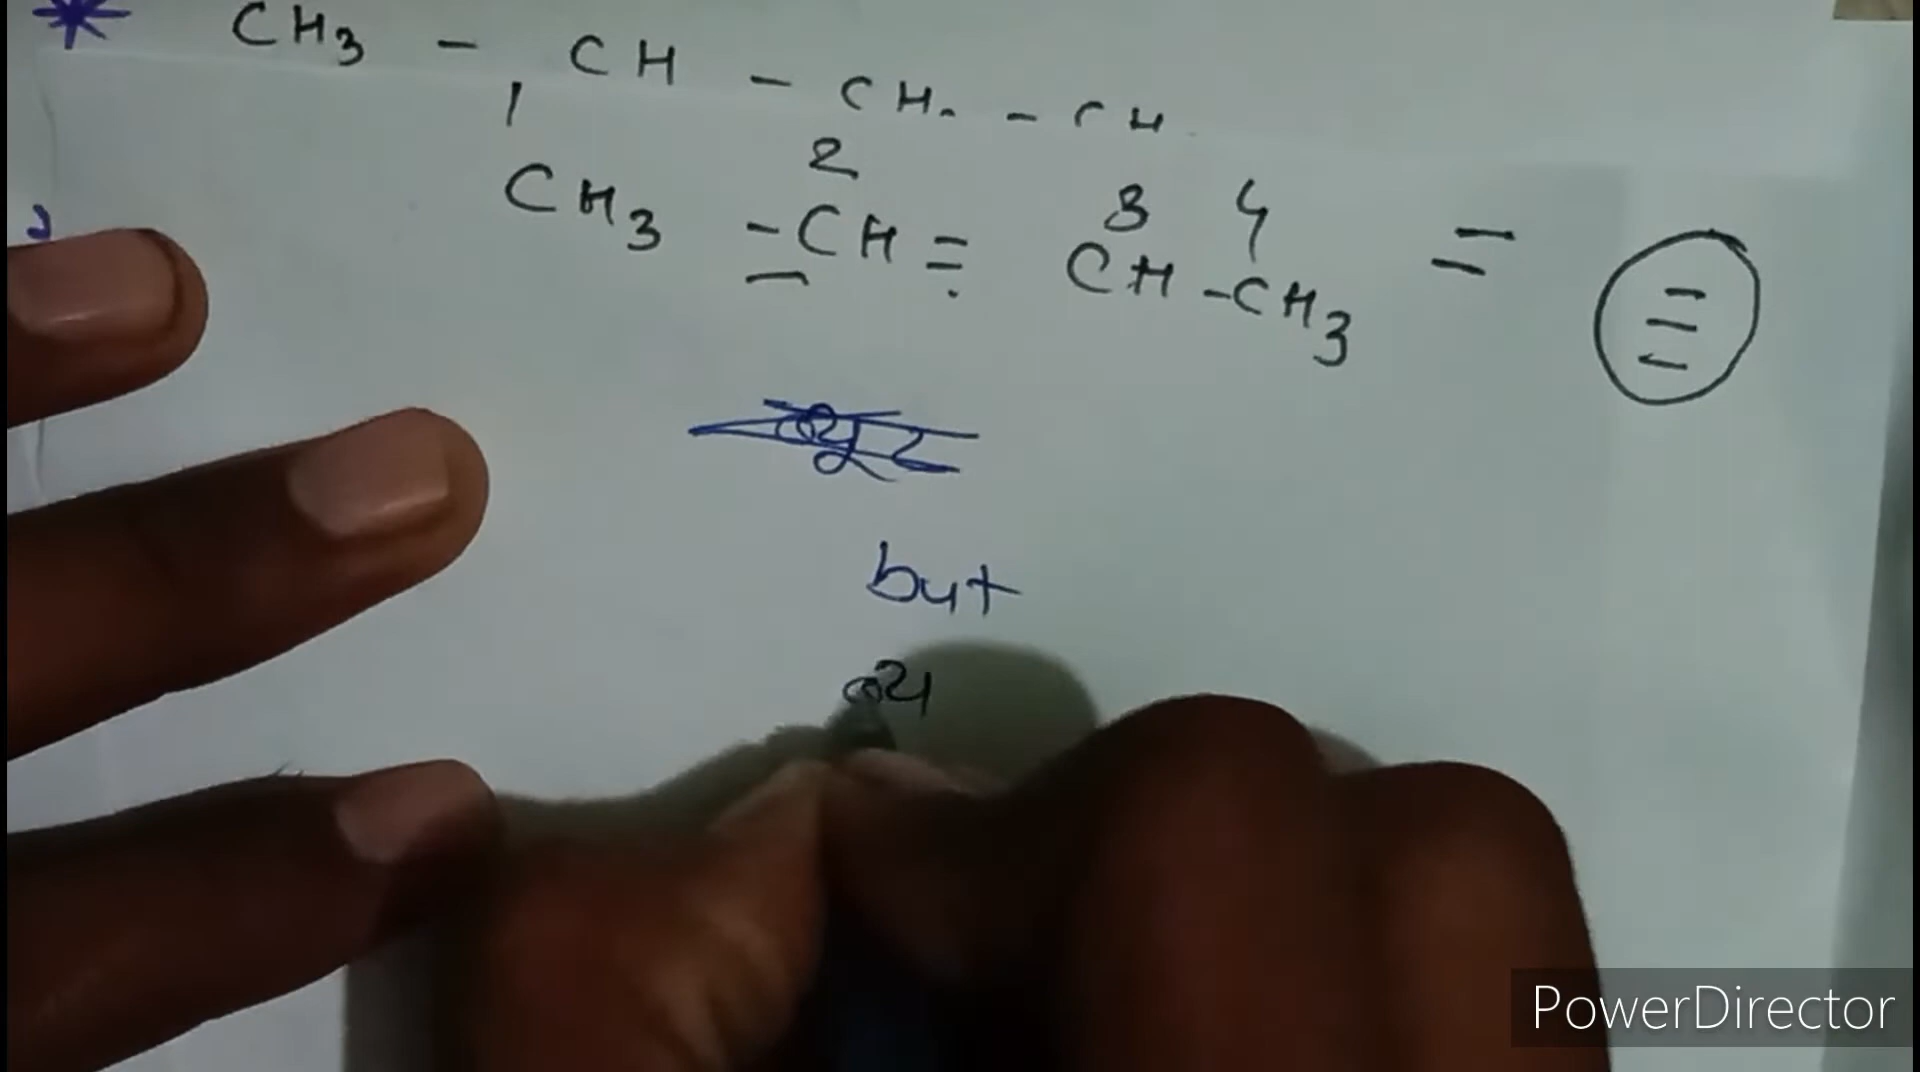 CH3 - CH - CH2 - CH
1 2 3 4
CH3 - CH = CH - CH3 =
≡
but
ब्य
PowerDirector